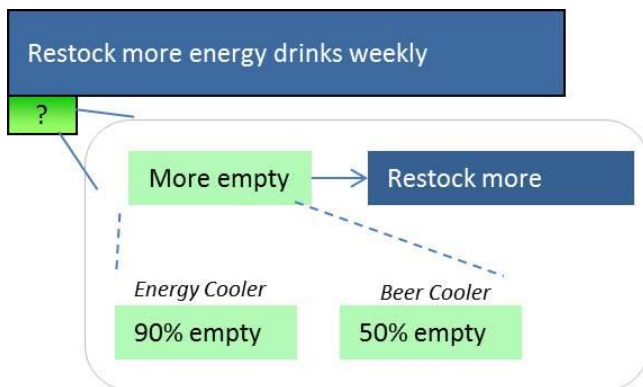 Restock more energy drinks weekly
?
More empty
Restock more
Energy Cooler
Beer Cooler
90% empty
50% empty